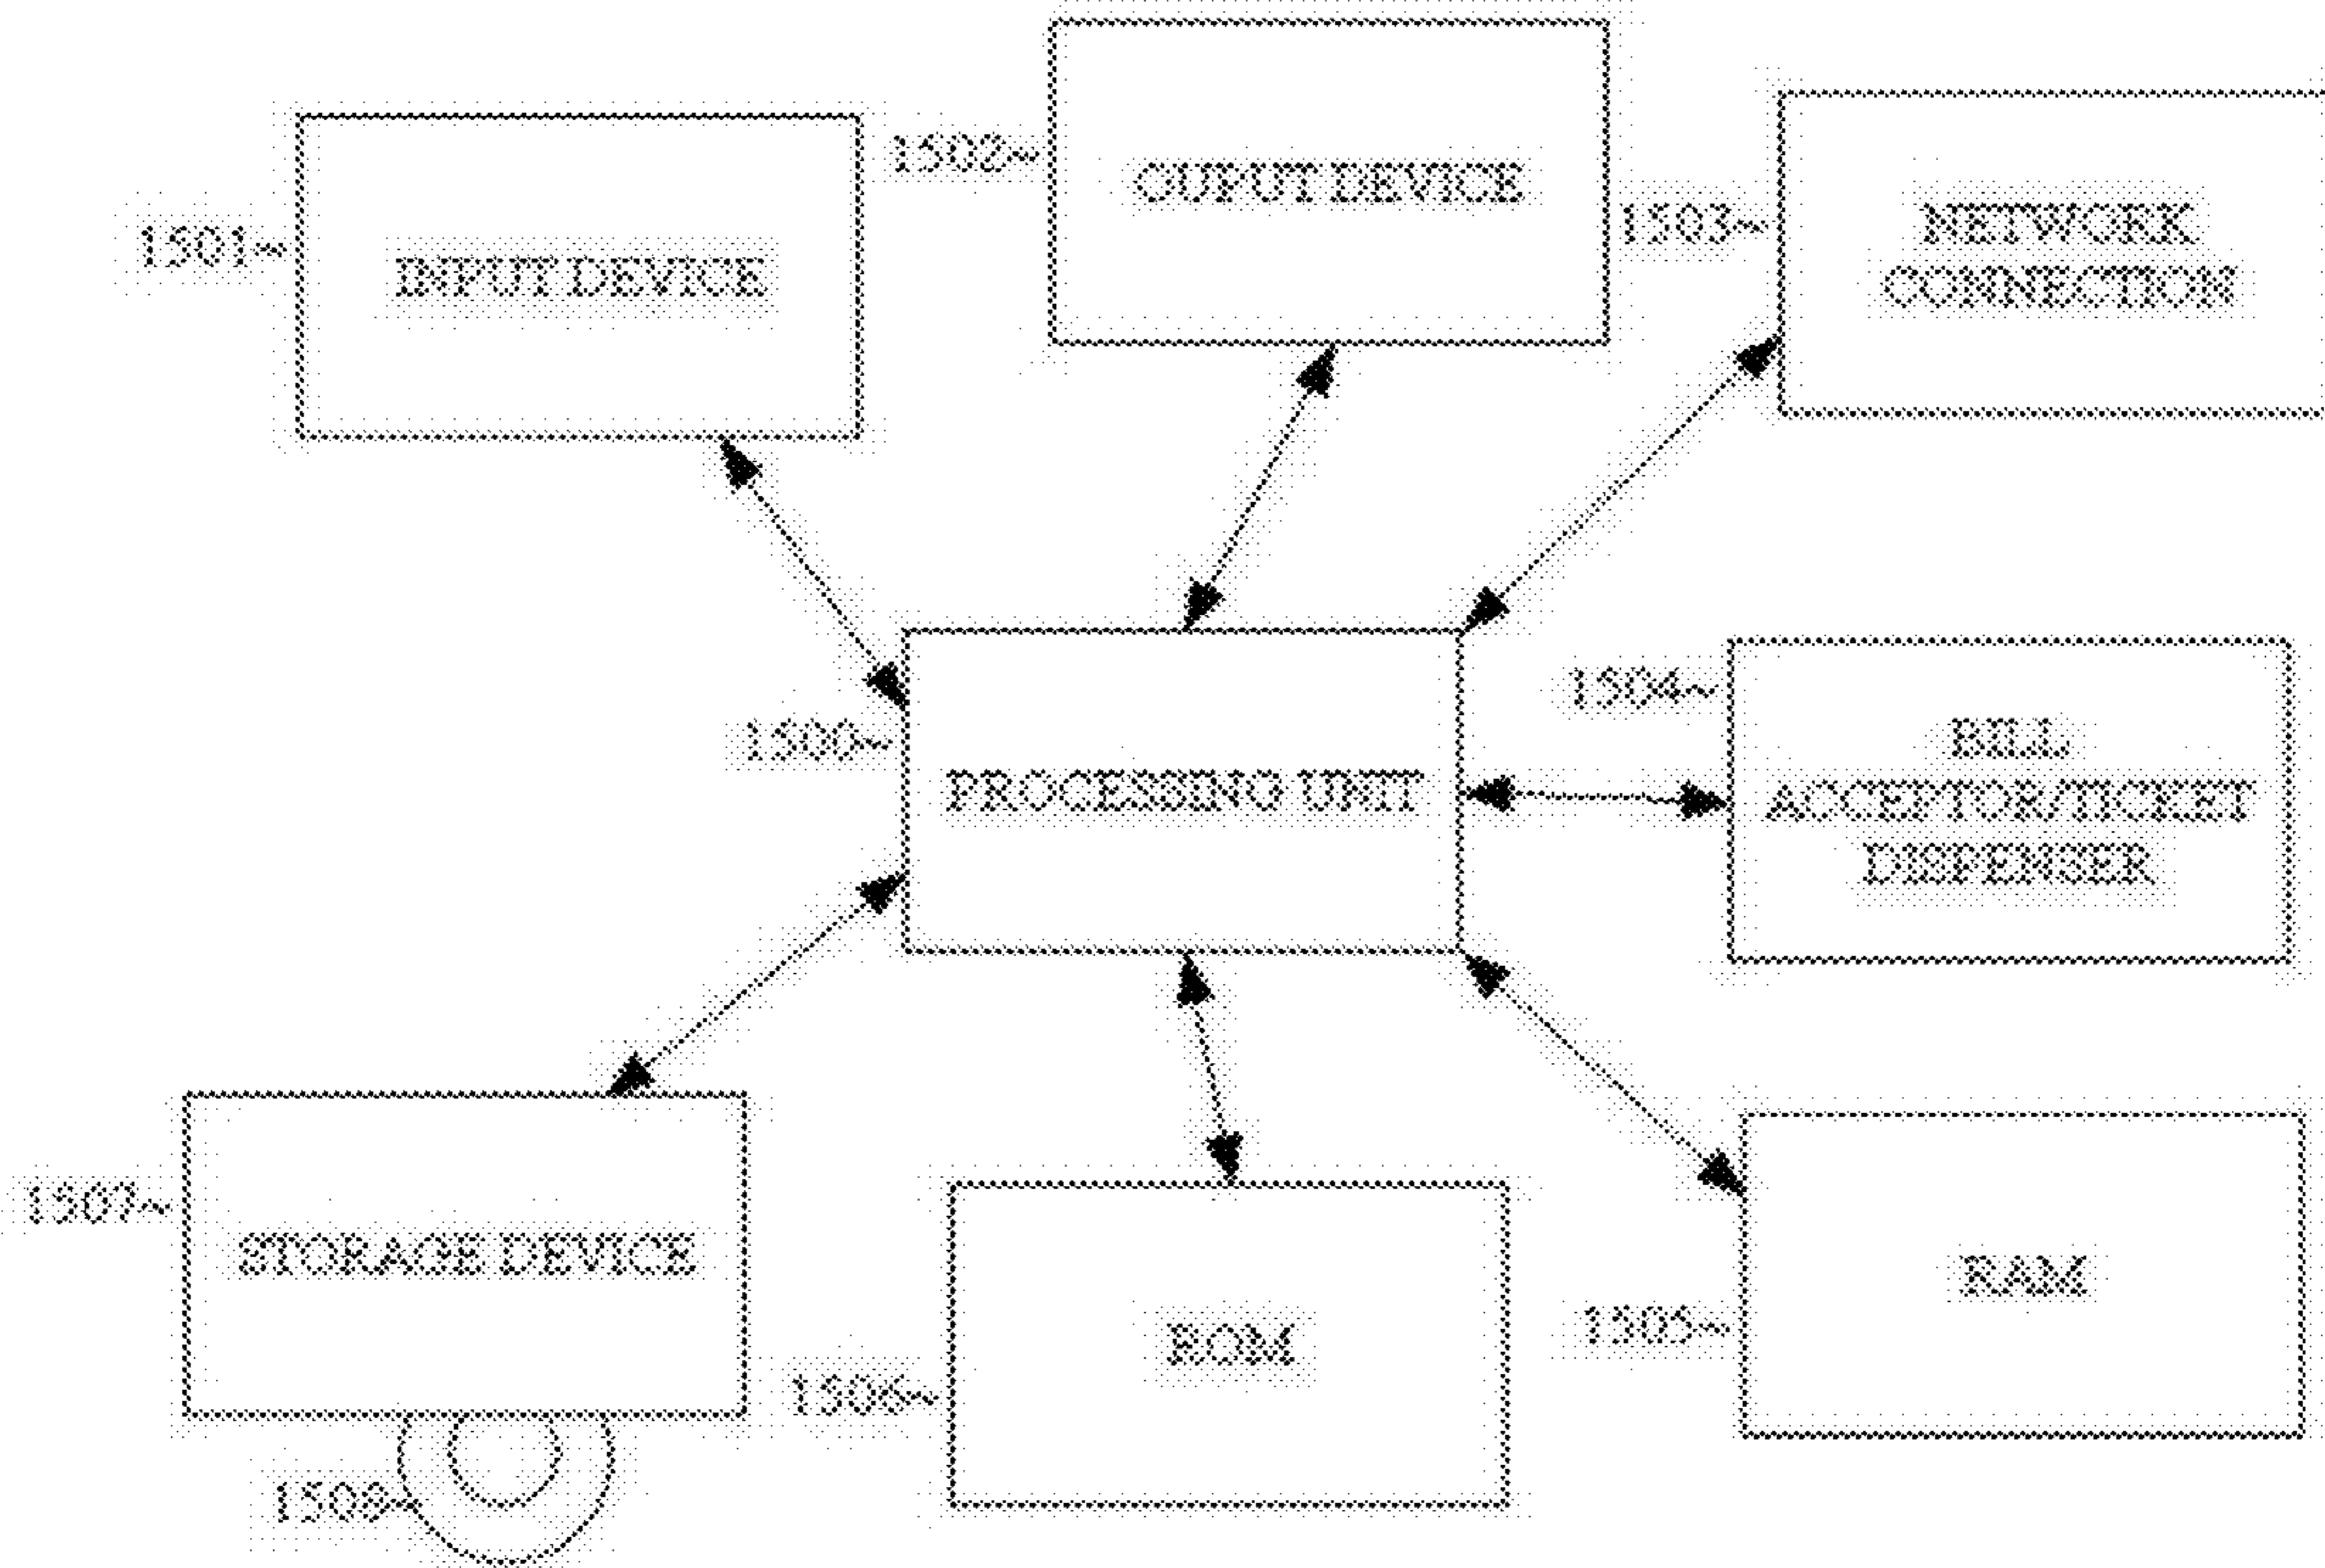 1502~
OUPUT DEVICE
1501~
INPUT DEVICE
1503~
NETWORK
CONNECTION
1500~
PROCESSING UNIT
1504~
BILL
ACCEPTOR/TICKET
DISPENSER
1507~
STORAGE DEVICE
1508~
1506~
ROM
1505~
RAM